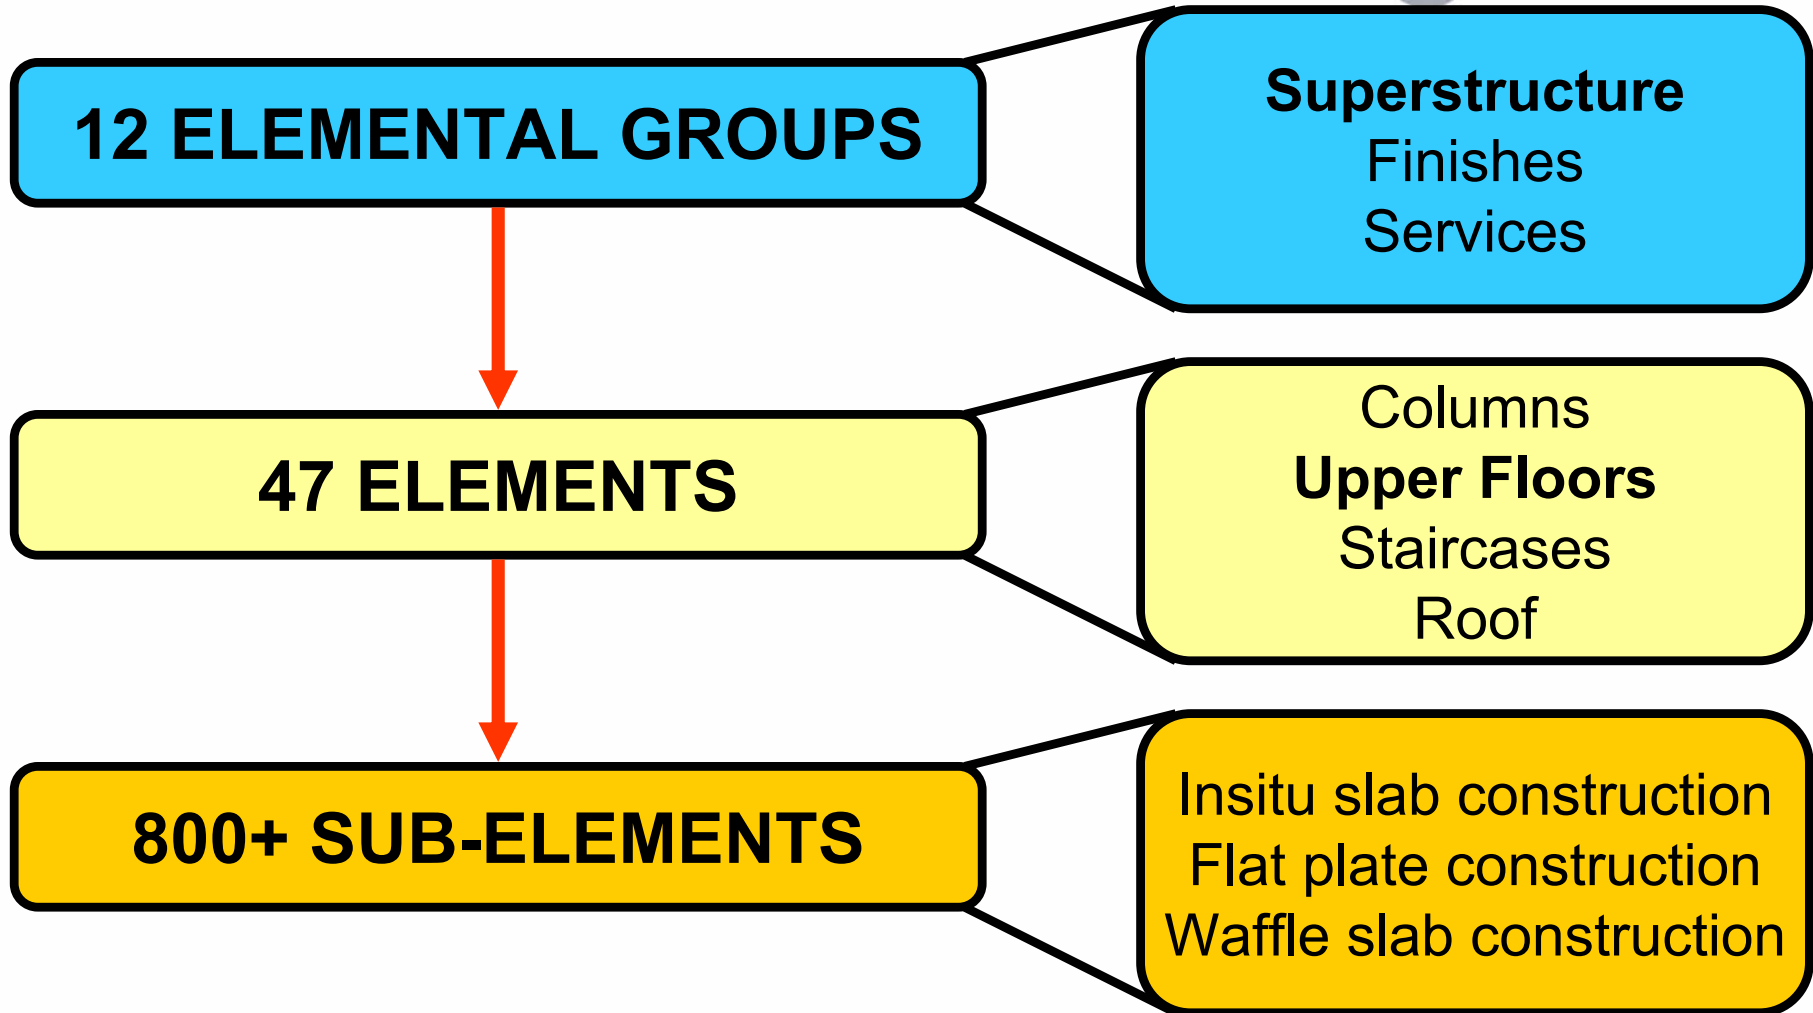 12 ELEMENTAL GROUPS
Superstructure
Finishes
Services
47 ELEMENTS
Columns
Upper Floors
Staircases
Roof
800+ SUB-ELEMENTS
Insitu slab construction
Flat plate construction
Waffle slab construction